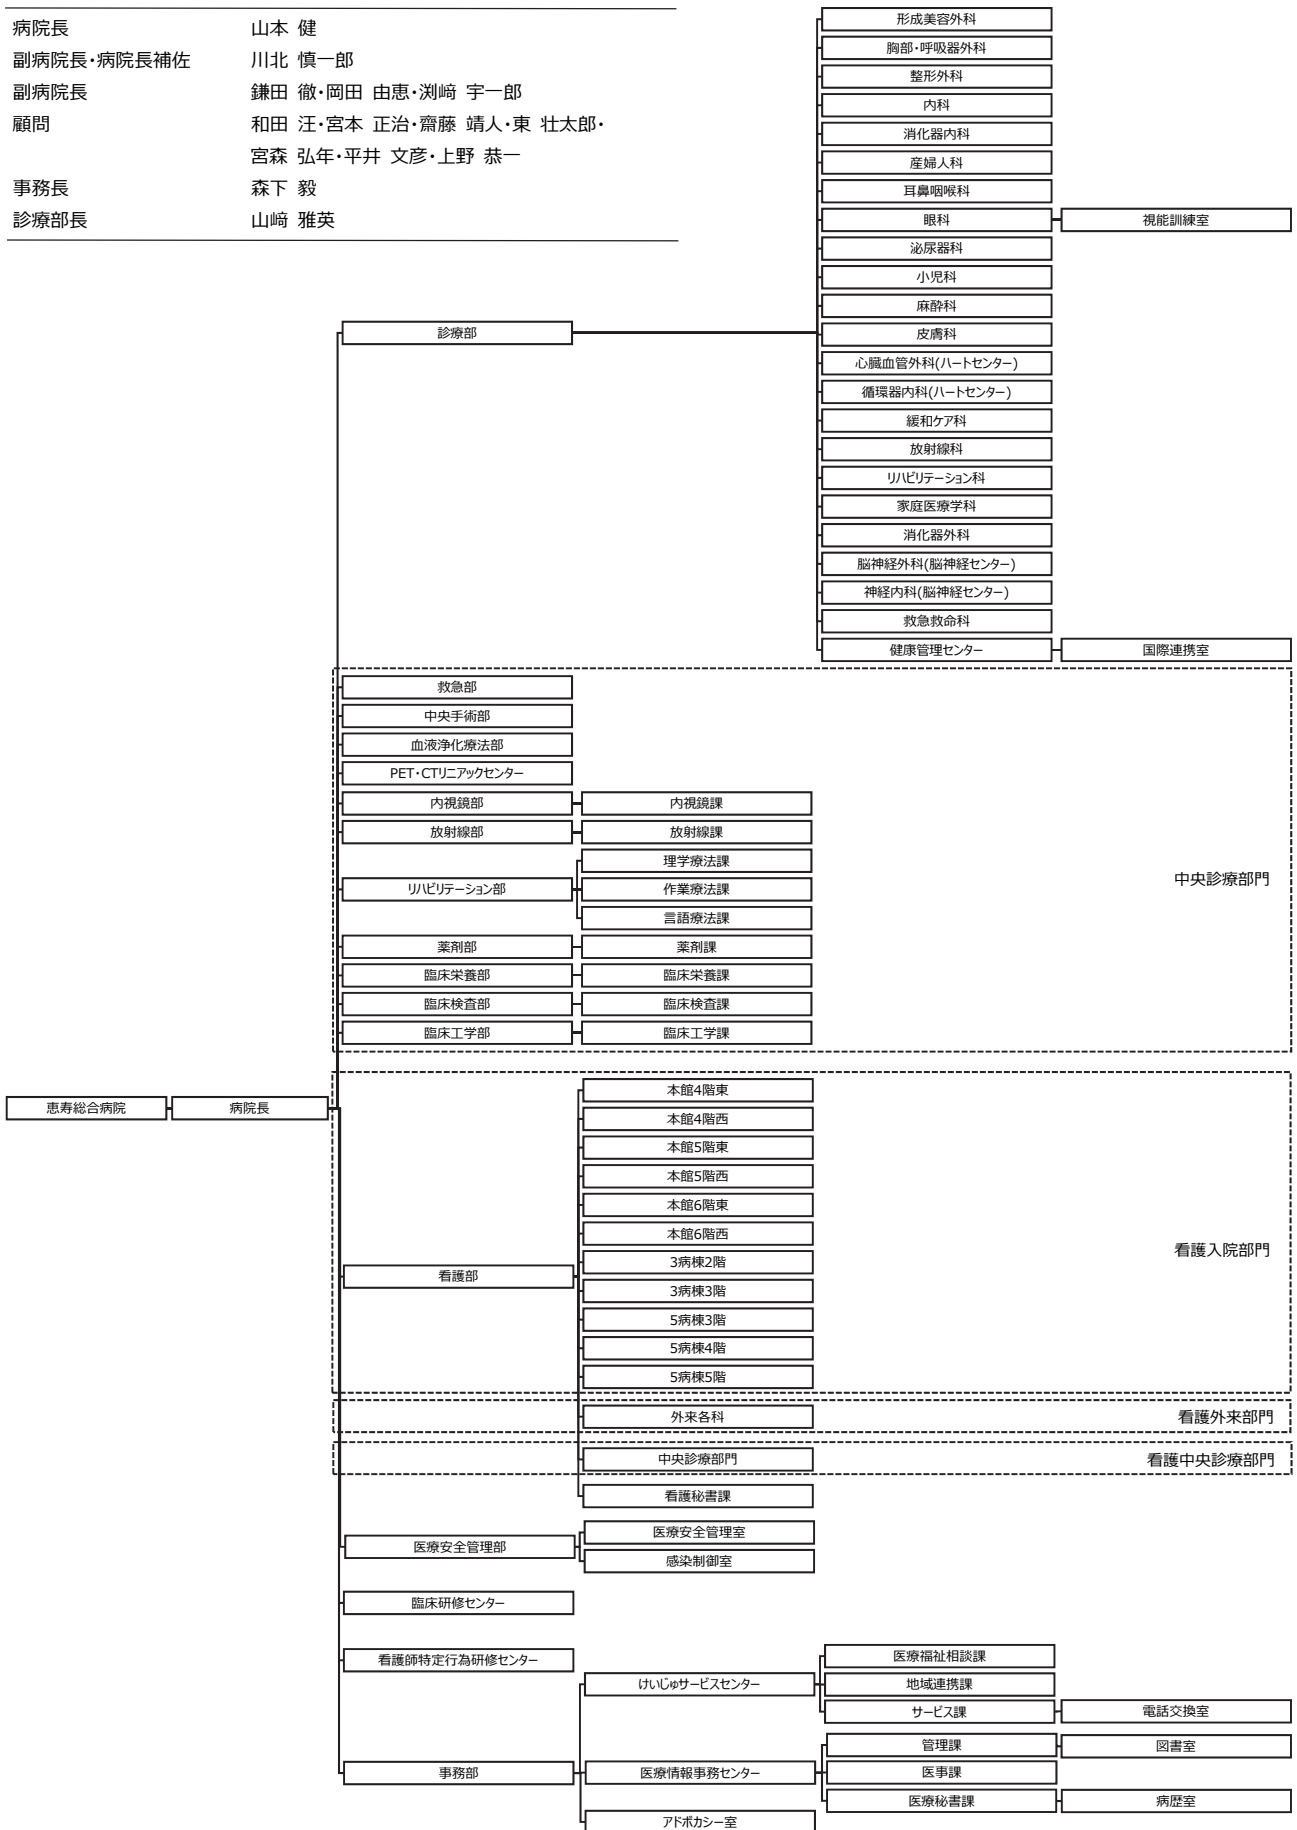 病院長 山本 健
副病院長・病院長補佐 川北 慎一郎
副病院長 鎌田 徹・岡田 由恵・渕﨑 宇一郎
顧問 和田 汪・宮本 正治・齋藤 靖人・東 壮太郎・
宮森 弘年・平井 文彦・上野 恭一
事務長 森下 毅
診療部長 山﨑 雅英
形成美容外科
胸部・呼吸器外科
整形外科
内科
消化器内科
産婦人科
耳鼻咽喉科
眼科 視能訓練室
泌尿器科
小児科
麻酔科
診療部 皮膚科
心臓血管外科(ハートセンター)
循環器内科(ハートセンター)
緩和ケア科
放射線科
リハビリテーション科
家庭医療学科
消化器外科
脳神経外科(脳神経センター)
神経内科(脳神経センター)
救急救命科
健康管理センター 国際連携室
救急部
中央手術部
血液浄化療法部
PET・CTリニアックセンター
内視鏡部 内視鏡課
放射線部 放射線課
理学療法課
リハビリテーション部 作業療法課 中央診療部門
言語療法課
薬剤部 薬剤課
臨床栄養部 臨床栄養課
臨床検査部 臨床検査課
臨床工学部 臨床工学課
本館4階東
恵寿総合病院 病院長 本館4階西
本館5階東
本館5階西
本館6階東
本館6階西 看護入院部門
3病棟2階
看護部 3病棟3階
5病棟3階
5病棟4階
5病棟5階
外来各科 看護外来部門
中央診療部門 看護中央診療部門
看護秘書課
医療安全管理部 医療安全管理室
感染制御室
臨床研修センター
看護師特定行為研修センター 医療福祉相談課
けいじゅサービスセンター 地域連携課
サービス課 電話交換室
管理課 図書室
事務部 医療情報事務センター 医事課
医療秘書課 病歴室
アドボカシー室